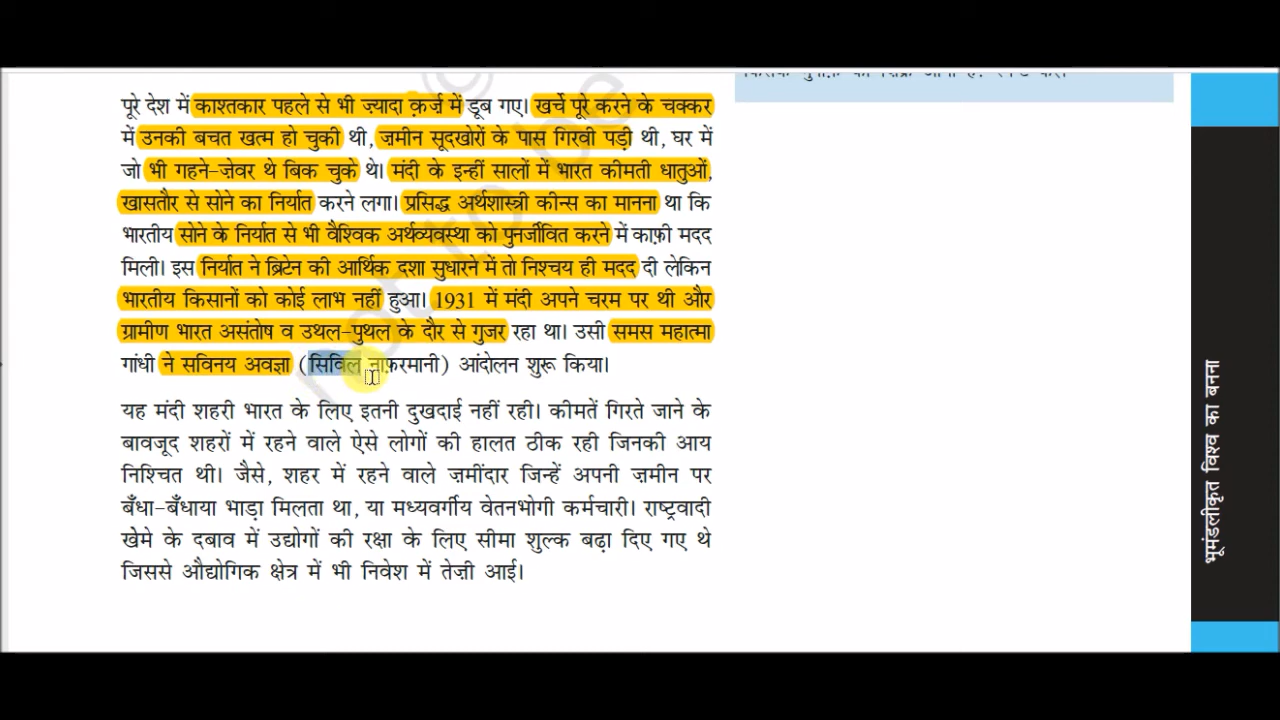 पूरे देश में काश्तकार पहले से भी ज़्यादा क़र्ज़ में डूब गए। खर्चे पूरे करने के चक्कर
में उनकी बचत खत्म हो चुकी थी, ज़मीन सूदखोरों के पास गिरवी पड़ी थी, घर में
जो भी गहने-ज़ेवर थे बिक चुके थे। मंदी के इन्हीं सालों में भारत कीमती धातुओं,
खासतौर से सोने का निर्यात करने लगा। प्रसिद्ध अर्थशास्त्री कीन्स का मानना था कि
भारतीय सोने के निर्यात से भी वैश्विक अर्थव्यवस्था को पुनर्जीवित करने में काफ़ी मदद
मिली। इस निर्यात ने ब्रिटेन की आर्थिक दशा सुधारने में तो निश्चय ही मदद दी लेकिन
भारतीय किसानों को कोई लाभ नहीं हुआ। 1931 में मंदी अपने चरम पर थी और
ग्रामीण भारत असंतोष व उथल-पुथल के दौर से गुजर रहा था। उसी समस महात्मा
गांधी ने सविनय अवज्ञा (सिविल नाफ़रमानी) आंदोलन शुरू किया।
यह मंदी शहरी भारत के लिए इतनी दुखदाई नहीं रही। कीमतें गिरते जाने के
बावजूद शहरों में रहने वाले ऐसे लोगों की हालत ठीक रही जिनकी आय
निश्चित थी। जैसे, शहर में रहने वाले ज़मींदार जिन्हें अपनी ज़मीन पर
बँधा-बँधाया भाड़ा मिलता था, या मध्यवर्गीय वेतनभोगी कर्मचारी। राष्ट्रवादी
खेमे के दबाव में उद्योगों की रक्षा के लिए सीमा शुल्क बढ़ा दिए गए थे
जिससे औद्योगिक क्षेत्र में भी निवेश में तेज़ी आई।
भूमंडलीकृत विश्व का बनना
not to be
©